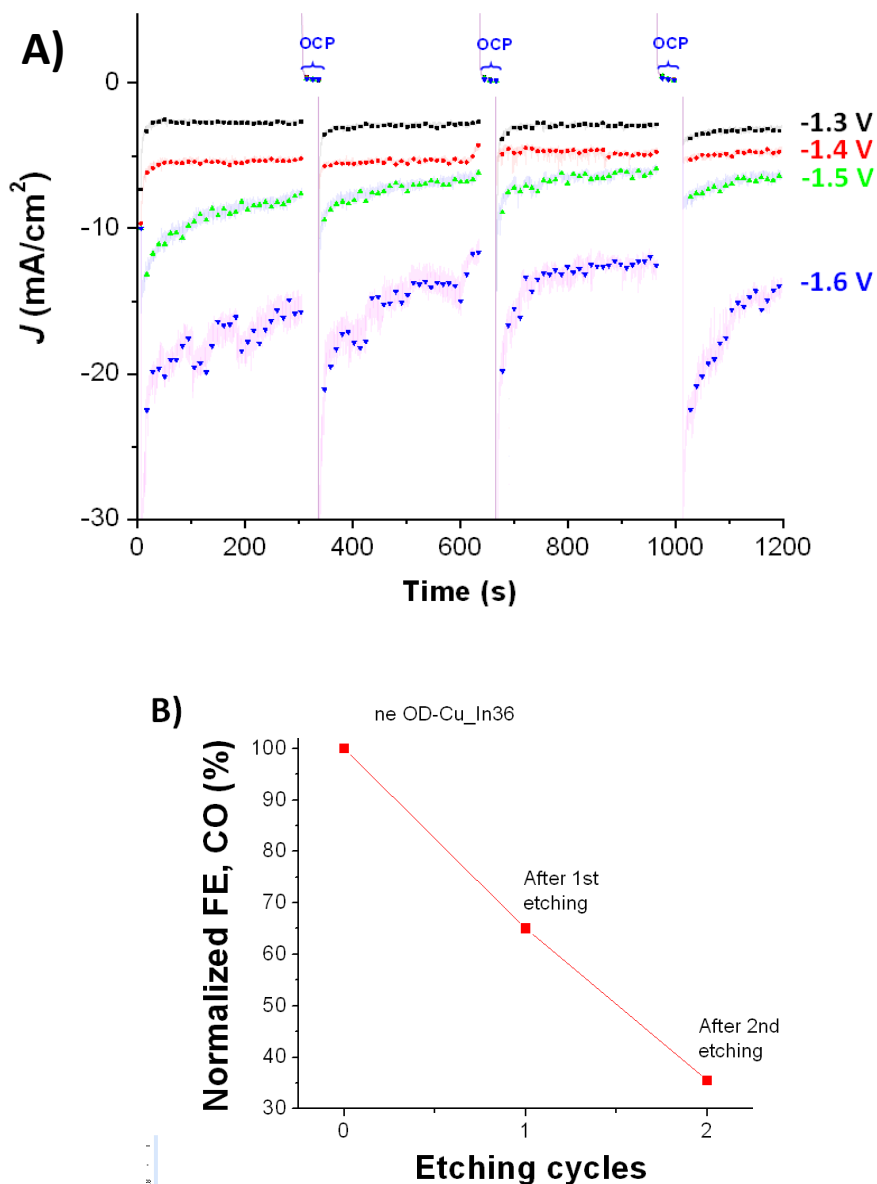 A)
OCP OCP OCP
0
-10
-20
-30
J (mA/cm²)
-1.3 V
-1.4 V
-1.5 V
-1.6 V
0 200 400 600 800 1000 1200
Time (s)
B)
ne OD-Cu_In36
100
90
80
70
60
50
40
30
Normalized FE, CO (%)
After 1st
etching
After 2nd
etching
0 1 2
Etching cycles